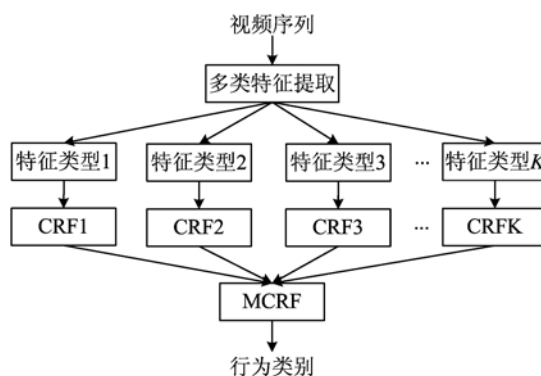 视频序列
多类特征提取
特征类型1 特征类型2 特征类型3 ··· 特征类型K
CRF1 CRF2 CRF3 ··· CRFK
MCRF
行为类别